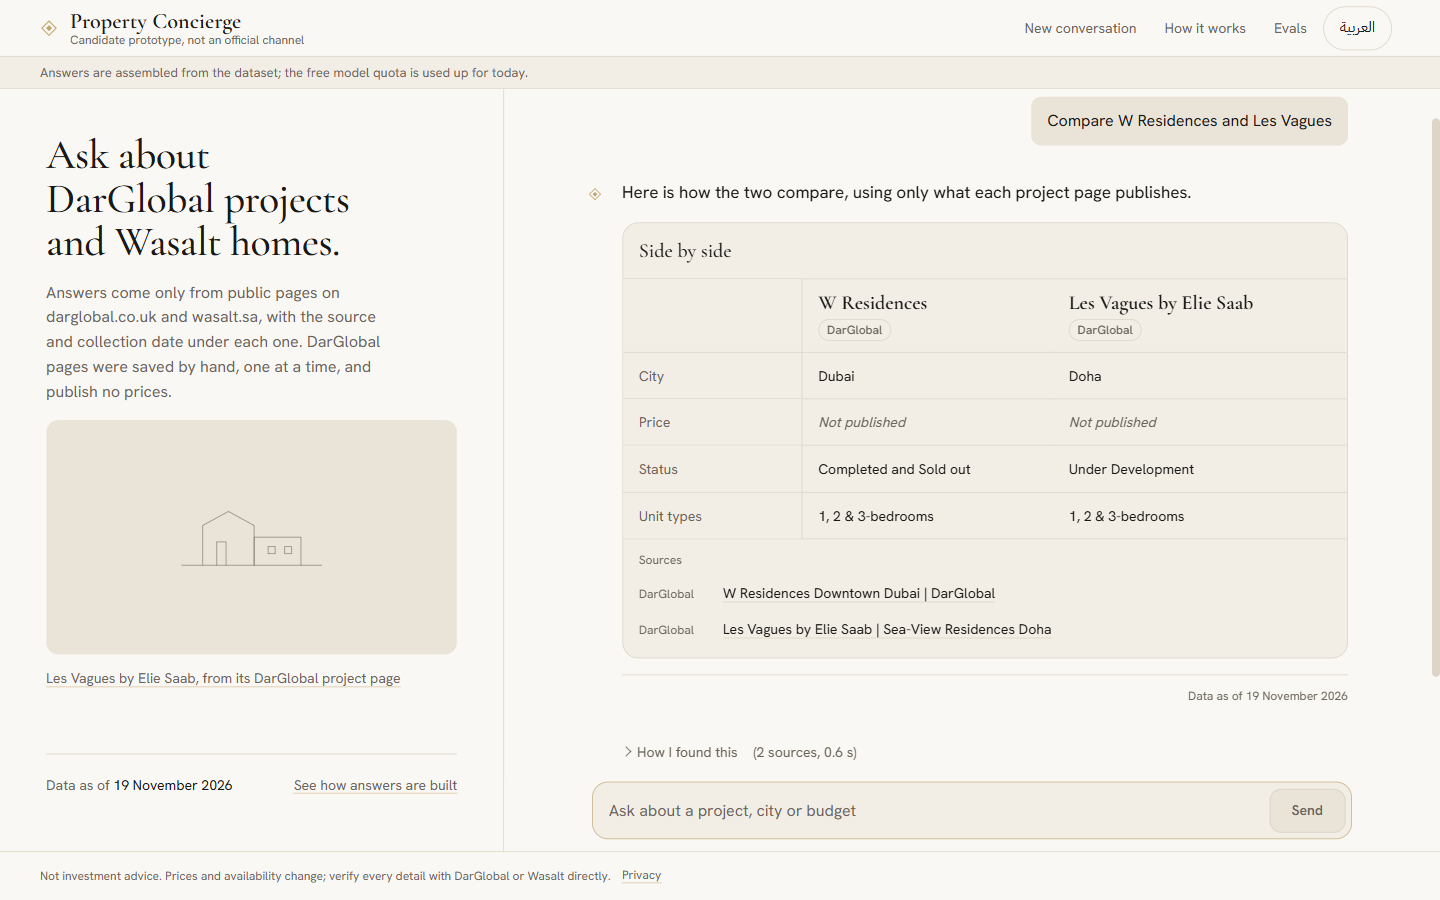 Property Concierge
Candidate prototype, not an official channel
New conversation
How it works
Evals
العربية
Answers are assembled from the dataset; the free model quota is used up for today.
Ask about
DarGlobal projects
and Wasalt homes.
Answers come only from public pages on
darglobal.co.uk and wasalt.sa, with the source
and collection date under each one. DarGlobal
pages were saved by hand, one at a time, and
publish no prices.
Les Vagues by Elie Saab, from its DarGlobal project page
Data as of 19 November 2026
See how answers are built
Compare W Residences and Les Vagues
Here is how the two compare, using only what each project page publishes.
Side by side
W Residences
DarGlobal
Les Vagues by Elie Saab
DarGlobal
City
Dubai
Doha
Price
Not published
Not published
Status
Completed and Sold out
Under Development
Unit types
1, 2 & 3-bedrooms
1, 2 & 3-bedrooms
Sources
DarGlobal
W Residences Downtown Dubai | DarGlobal
DarGlobal
Les Vagues by Elie Saab | Sea-View Residences Doha
Data as of 19 November 2026
How I found this (2 sources, 0.6 s)
Ask about a project, city or budget
Send
Not investment advice. Prices and availability change; verify every detail with DarGlobal or Wasalt directly.
Privacy